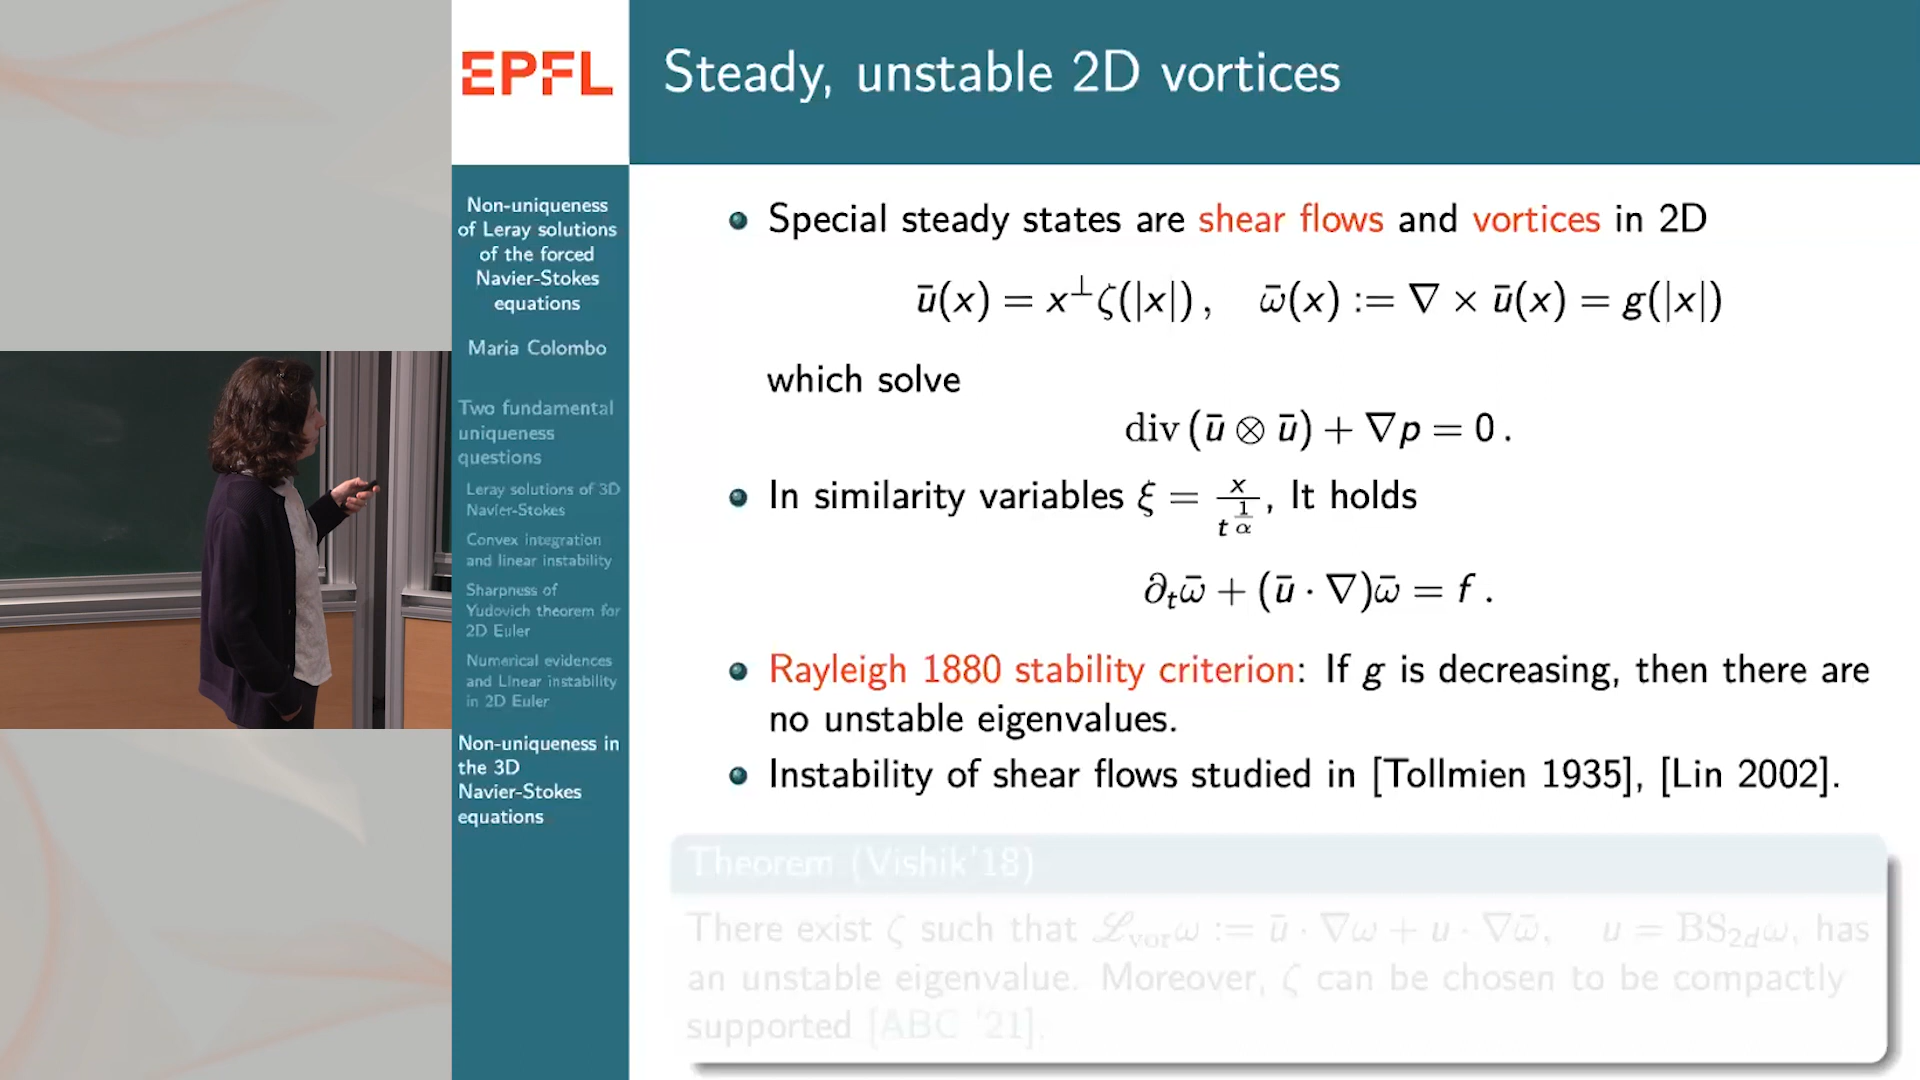 EPFL
Steady, unstable 2D vortices
Non-uniqueness
of Leray solutions
of the forced
Navier-Stokes
equations
Maria Colombo
Two fundamental
uniqueness
questions
Leray solutions of 3D
Navier-Stokes
Convex integration
and linear instability
Sharpness of
Yudovich theorem for
2D Euler
Numerical evidences
and Linear instability
in 2D Euler
Non-uniqueness in
the 3D
Navier-Stokes
equations
Special steady states are shear flows and vortices in 2D
ū(x) = x^⊥ζ(|x|), ω̄(x) := ∇ × ū(x) = g(|x|)
which solve
div (ū ⊗ ū) + ∇p = 0.
In similarity variables ξ = x/t^(1/α), It holds
∂ₜω̄ + (ū · ∇)ω̄ = f.
Rayleigh 1880 stability criterion: If g is decreasing, then there are
no unstable eigenvalues.
Instability of shear flows studied in [Tollmien 1935], [Lin 2002].
Theorem (Vishik'18)
There exist ζ such that ℒ_vor ω := ū · ∇ω + u · ∇ω̄, u = BS_2d ω, has
an unstable eigenvalue. Moreover, ζ can be chosen to be compactly
supported [ABC '21].